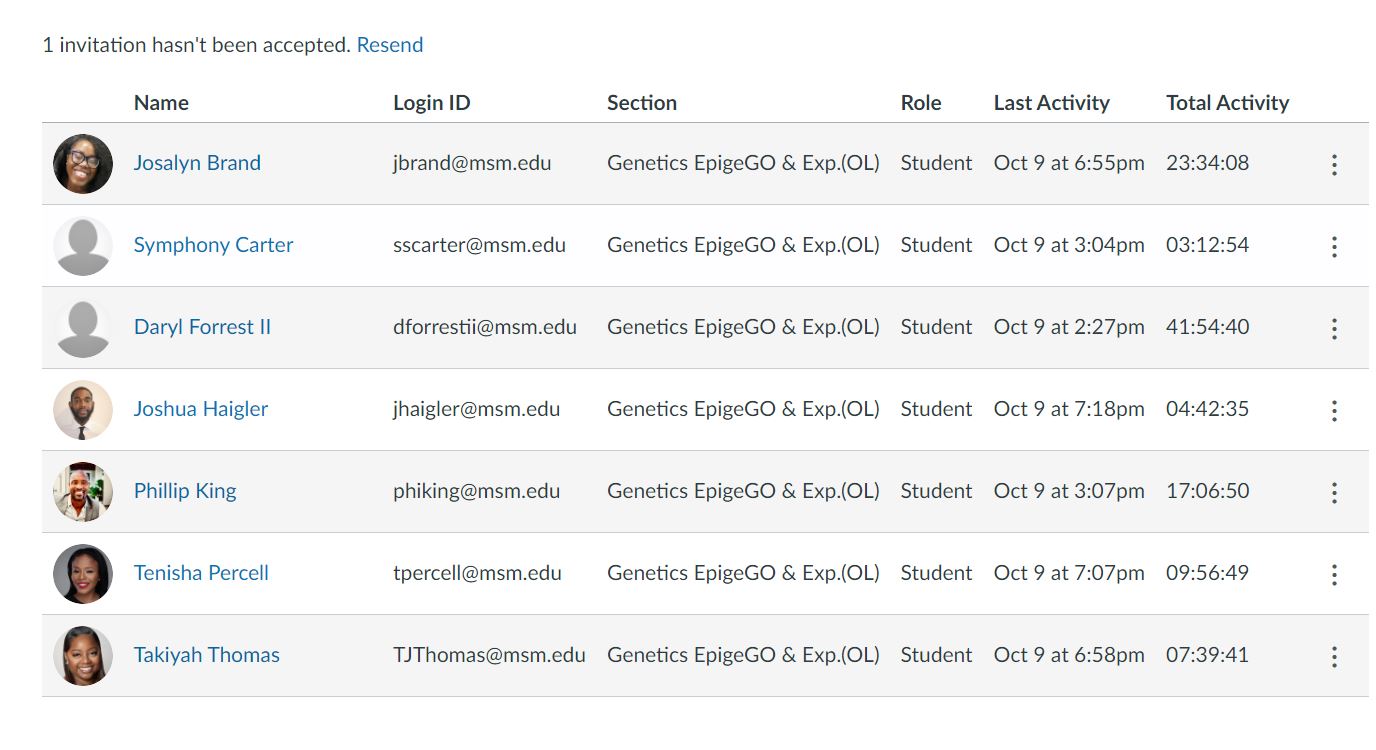 1 invitation hasn't been accepted. Resend
Name Login ID Section Role Last Activity Total Activity
Josalyn Brand jbrand@msm.edu Genetics EpigeGO & Exp.(OL) Student Oct 9 at 6:55pm 23:34:08
Symphony Carter sscarter@msm.edu Genetics EpigeGO & Exp.(OL) Student Oct 9 at 3:04pm 03:12:54
Daryl Forrest II dforrestii@msm.edu Genetics EpigeGO & Exp.(OL) Student Oct 9 at 2:27pm 41:54:40
Joshua Haigler jhaigler@msm.edu Genetics EpigeGO & Exp.(OL) Student Oct 9 at 7:18pm 04:42:35
Phillip King phiking@msm.edu Genetics EpigeGO & Exp.(OL) Student Oct 9 at 3:07pm 17:06:50
Tenisha Percell tpercell@msm.edu Genetics EpigeGO & Exp.(OL) Student Oct 9 at 7:07pm 09:56:49
Takiyah Thomas TJThomas@msm.edu Genetics EpigeGO & Exp.(OL) Student Oct 9 at 6:58pm 07:39:41